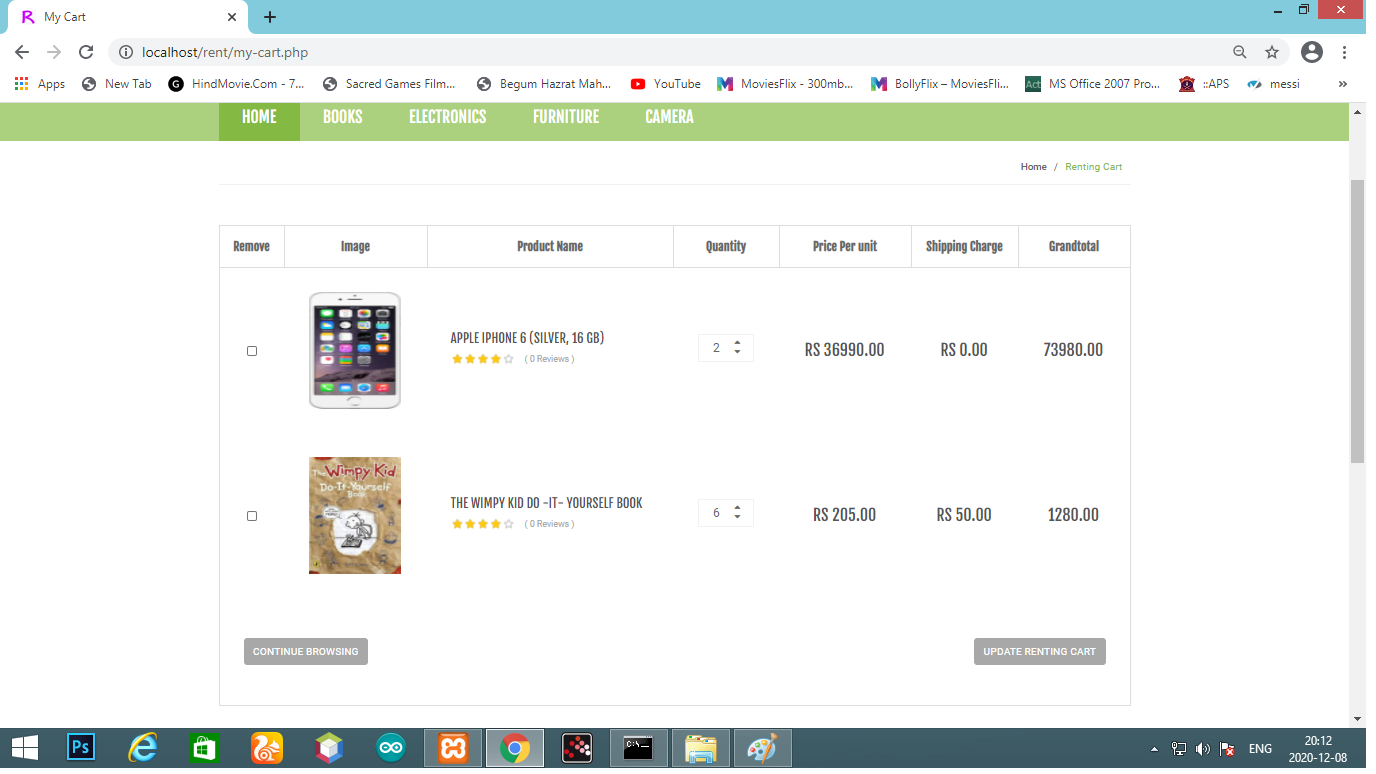 My Cart
localhost/rent/my-cart.php
Apps New Tab HindMovie.Com - 7... Sacred Games Film... Begum Hazrat Mah... YouTube MoviesFlix - 300mb... BollyFlix – MoviesFli... Act MS Office 2007 Pro... ::APS messi »
HOME BOOKS ELECTRONICS FURNITURE CAMERA
Home / Renting Cart
Remove Image Product Name Quantity Price Per unit Shipping Charge Grandtotal
APPLE IPHONE 6 (SILVER, 16 GB)
( 0 Reviews )
2 RS 36990.00 RS 0.00 73980.00
The Wimpy Kid
Do-It-Yourself
Book
THE WIMPY KID DO -IT- YOURSELF BOOK
( 0 Reviews )
6 RS 205.00 RS 50.00 1280.00
CONTINUE BROWSING UPDATE RENTING CART
Ps C:\_ ENG 20:12
2020-12-08